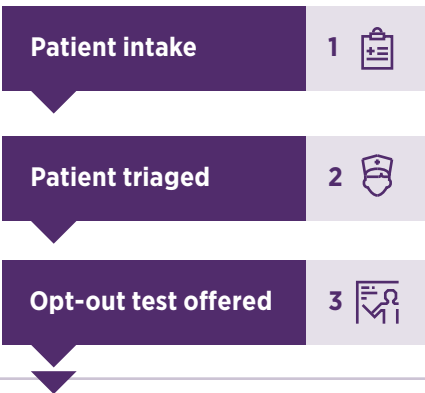 Patient intake 1
Patient triaged 2
Opt-out test offered 3